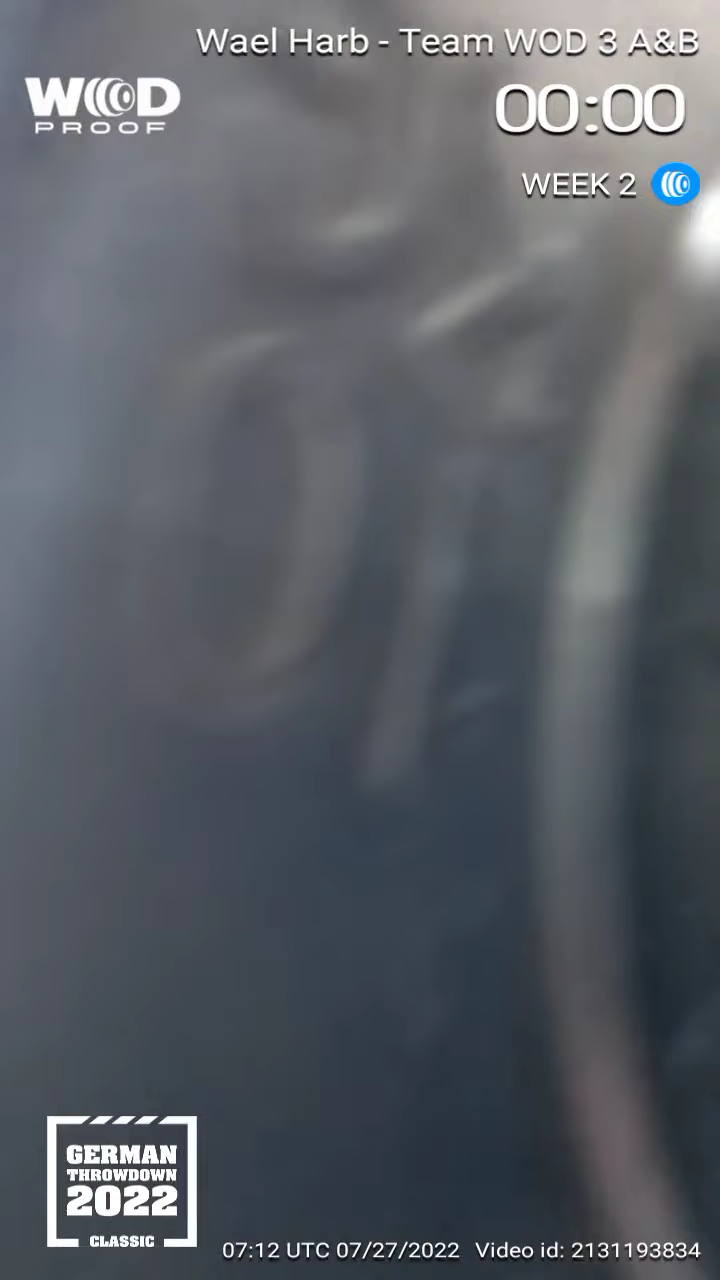 Wael Harb - Team WOD 3 A&B
WOD
PROOF
00:00
WEEK 2
GERMAN
THROWDOWN
2022
CLASSIC
07:12 UTC 07/27/2022 Video id: 2131193834